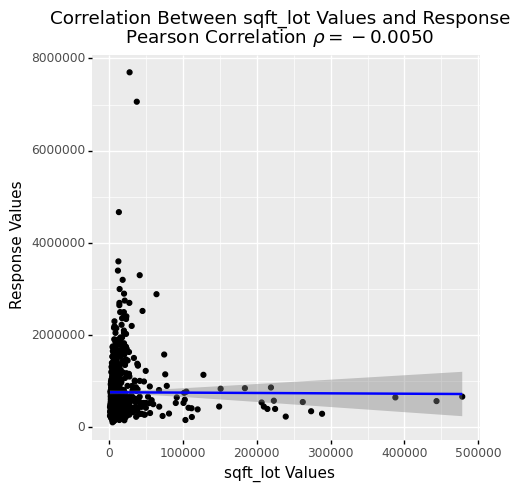 Correlation Between sqft_lot Values and Response
Pearson Correlation ρ = −0.0050
8000000
6000000
4000000
2000000
0
Response Values
0 100000 200000 300000 400000 500000
sqft_lot Values